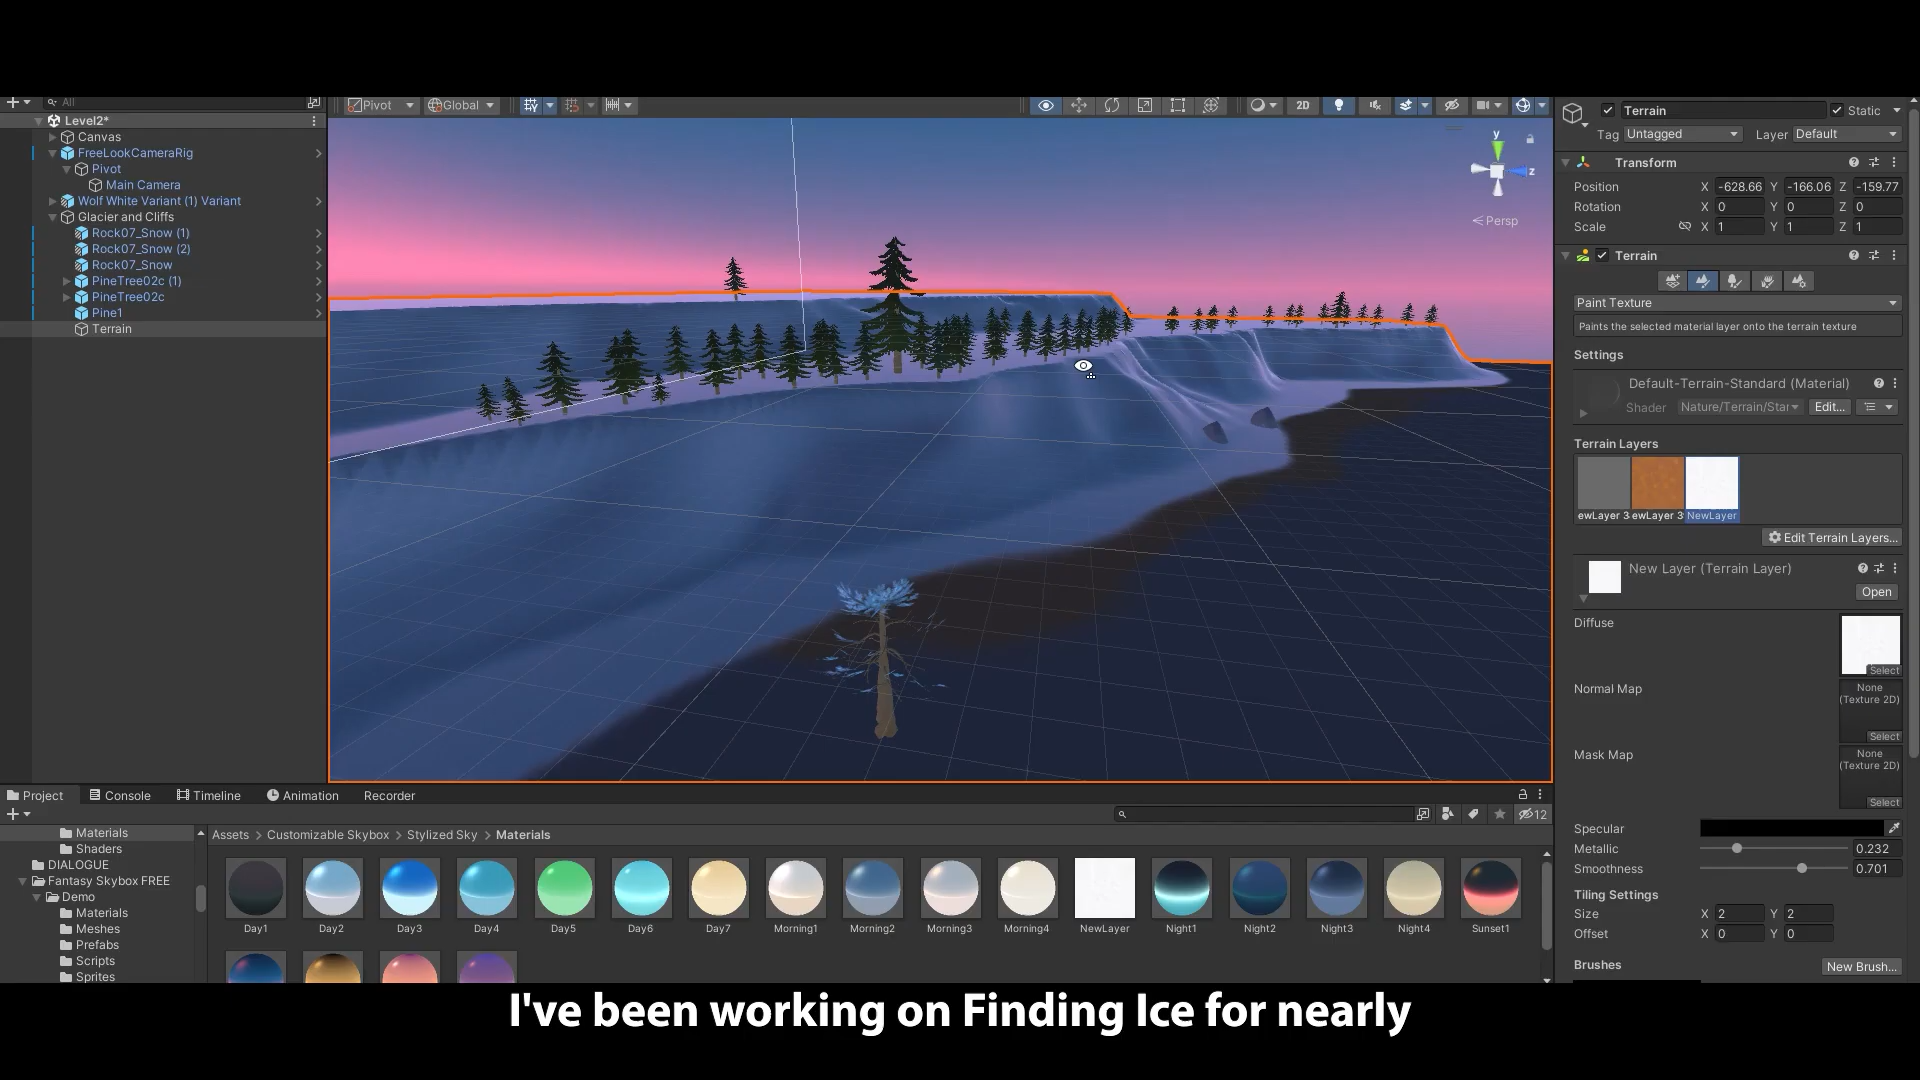 All
Pivot
Global
2D
Level2*
Canvas
FreeLookCameraRig
Pivot
Main Camera
Wolf White Variant (1) Variant
Glacier and Cliffs
Rock07_Snow (1)
Rock07_Snow (2)
Rock07_Snow
PineTree02c (1)
PineTree02c
Pine1
Terrain
y
z
Persp
Terrain
Static
Tag Untagged Layer Default
Transform
Position X -628.66 Y -166.06 Z -159.77
Rotation X 0 Y 0 Z 0
Scale X 1 Y 1 Z 1
Terrain
Paint Texture
Paints the selected material layer onto the terrain texture
Settings
Default-Terrain-Standard (Material)
Shader Nature/Terrain/Star Edit...
Terrain Layers
ewLayer 3 ewLayer 3 NewLayer
Edit Terrain Layers...
New Layer (Terrain Layer)
Open
Diffuse
Select
Normal Map
None
(Texture 2D)
Select
Mask Map
None
(Texture 2D)
Select
Specular
Metallic 0.232
Smoothness 0.701
Tiling Settings
Size X 2 Y 2
Offset X 0 Y 0
Brushes
New Brush...
Project Console Timeline Animation Recorder
12
Materials
Shaders
DIALOGUE
Fantasy Skybox FREE
Demo
Materials
Meshes
Prefabs
Scripts
Sprites
Assets > Customizable Skybox > Stylized Sky > Materials
Day1 Day2 Day3 Day4 Day5 Day6 Day7 Morning1 Morning2 Morning3 Morning4 NewLayer Night1 Night2 Night3 Night4 Sunset1
I've been working on Finding Ice for nearly